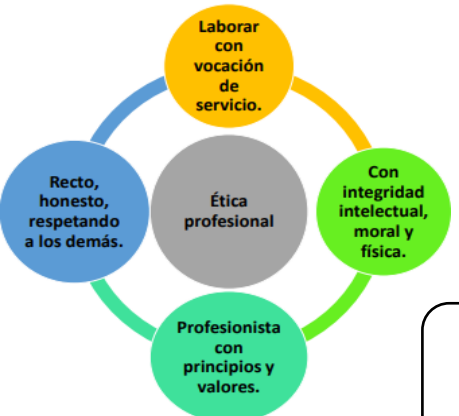 Laborar
con
vocación
de
servicio.
Con
integridad
intelectual,
moral y
física.
Profesionista
con
principios y
valores.
Recto,
honesto,
respetando
a los demás.
Ética
profesional